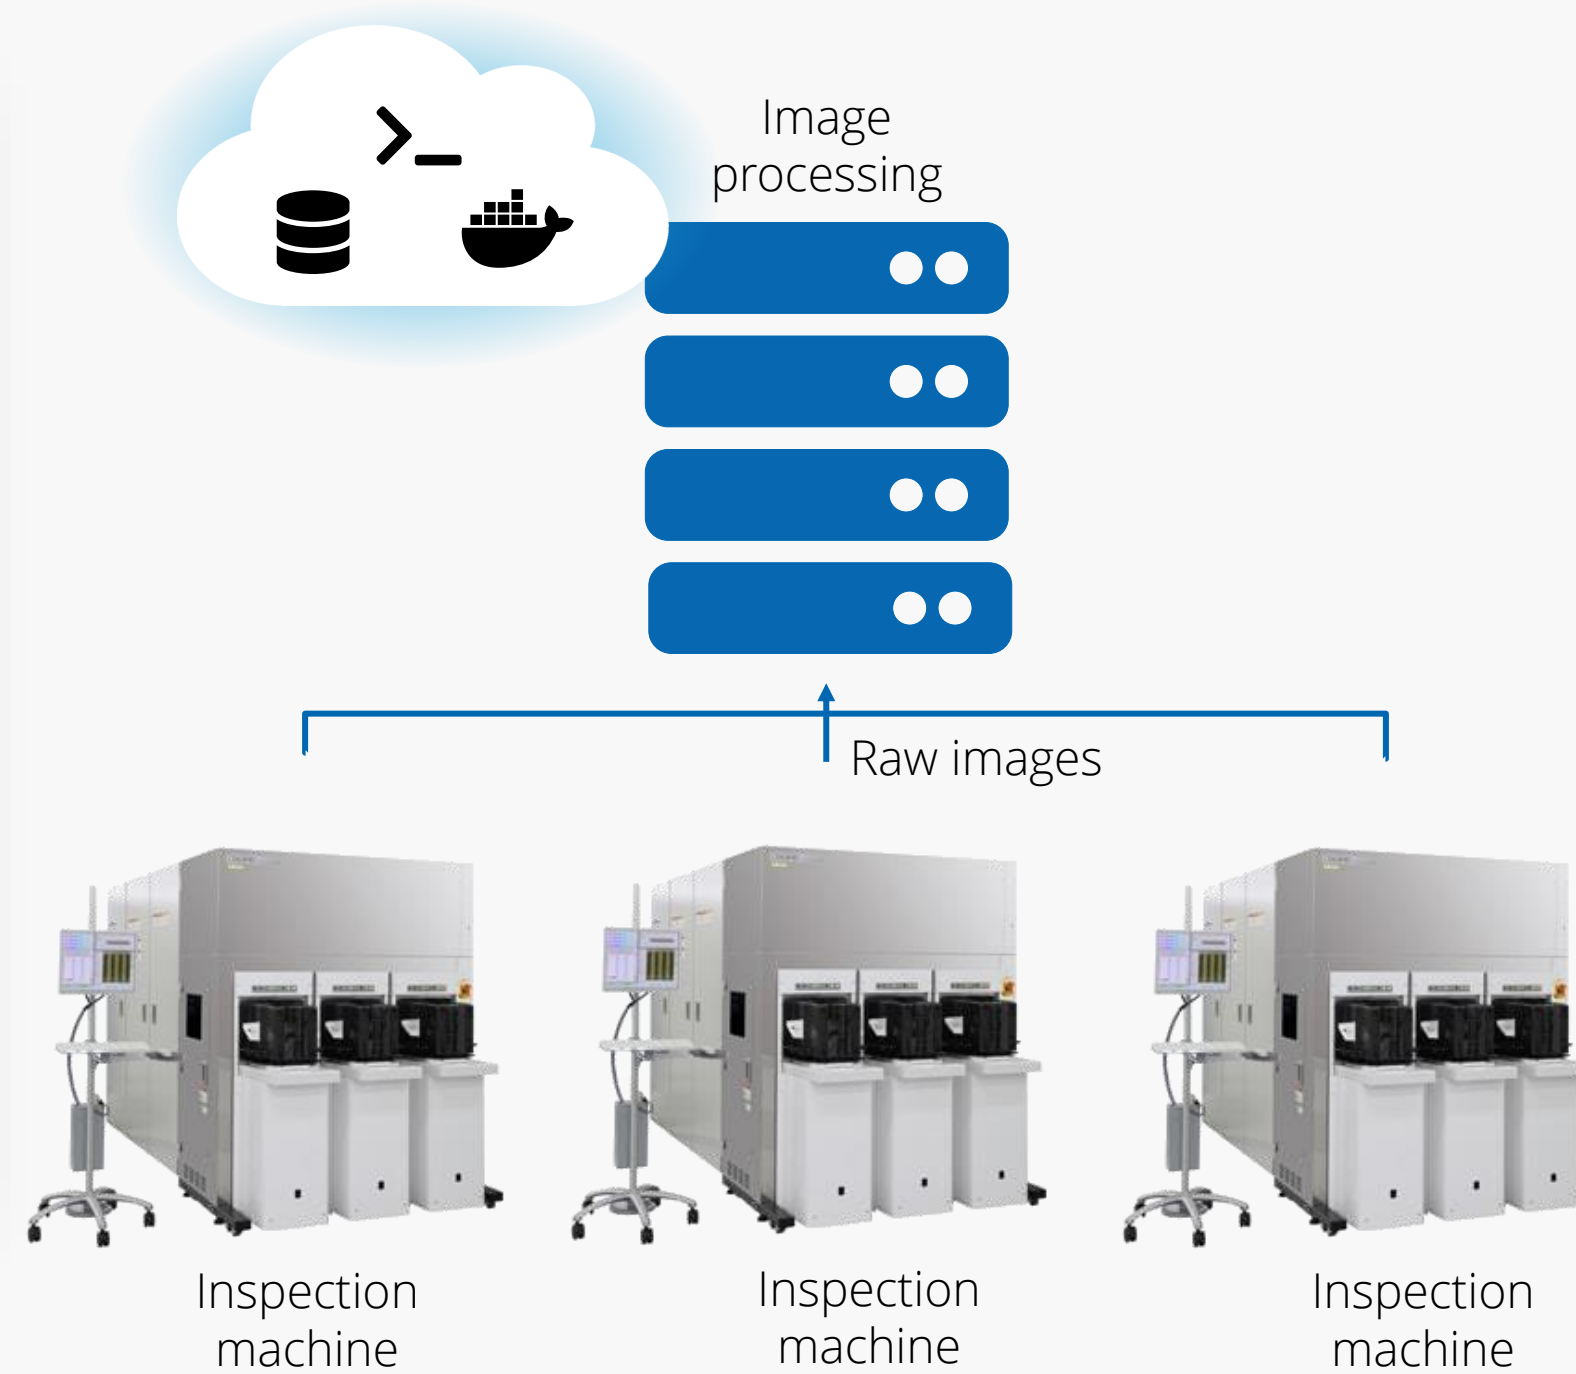 Image
processing
Raw images
Inspection
machine
Inspection
machine
Inspection
machine